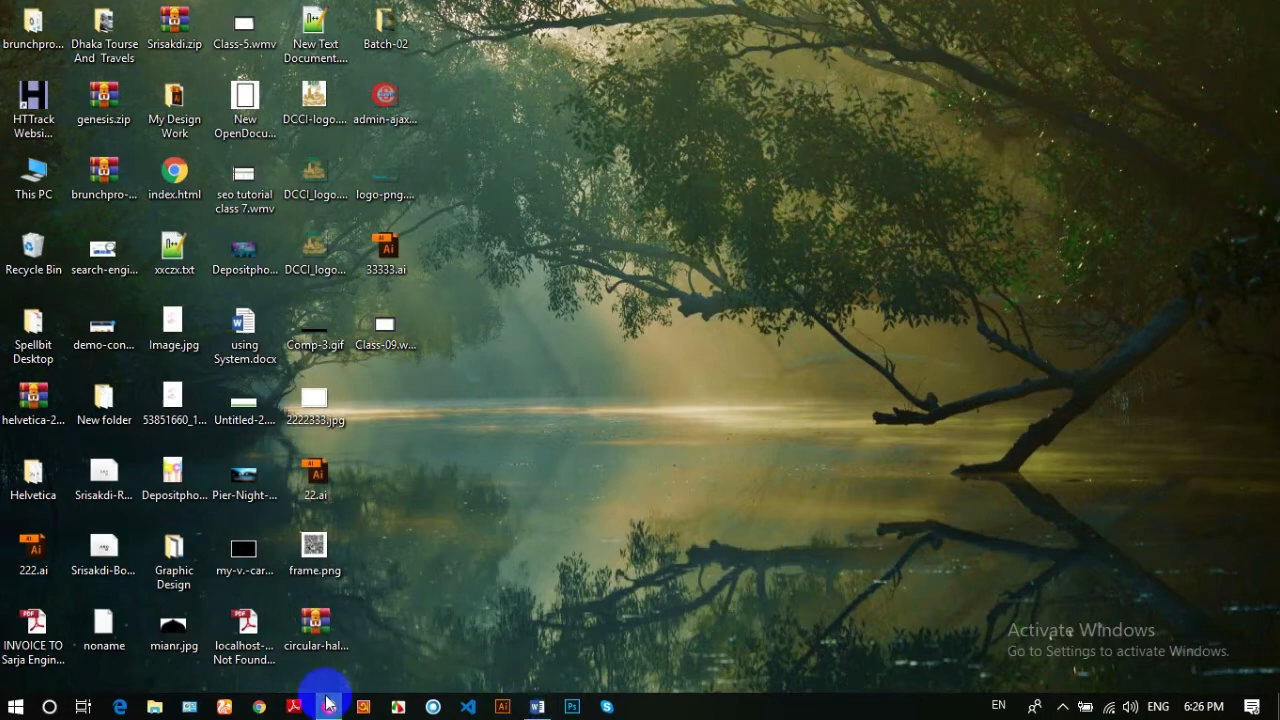 brunchpro...
Dhaka Tourse
And Travels
Srisakdi.zip
Class-5.wmv
New Text
Document....
Batch-02
HTTrack
Websi...
genesis.zip
My Design
Work
New
OpenDocu...
DCCI-logo....
admin-ajax...
This PC
brunchpro-...
index.html
seo tutorial
class 7.wmv
DCCI_logo....
logo-png....
Recycle Bin
search-engi...
xxczx.txt
Depositpho...
DCCI_logo....
33333.ai
Spellbit
Desktop
demo-con...
Image.jpg
using
System.docx
Comp-3.gif
Class-09.w...
helvetica-2...
New folder
53851660_1...
Untitled-2....
2222333.jpg
Helvetica
Srisakdi-R...
Depositpho...
Pier-Night-...
22.ai
222.ai
Srisakdi-Bo...
Graphic
Design
my-v.-car...
frame.png
INVOICE TO
Sarja Engin...
noname
mianr.jpg
localhost-...
Not Found...
circular-hal...
Activate Windows
Go to Settings to activate Windows.
EN
ENG
6:26 PM